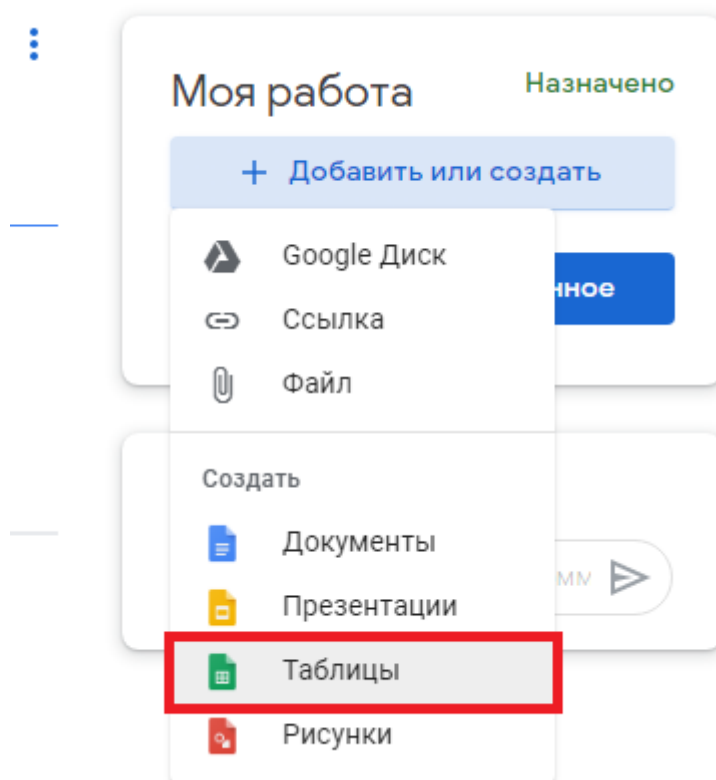 Моя работа
Назначено
+ Добавить или создать
Google Диск
Ссылка
Файл
Создать
Документы
Презентации
Таблицы
Рисунки